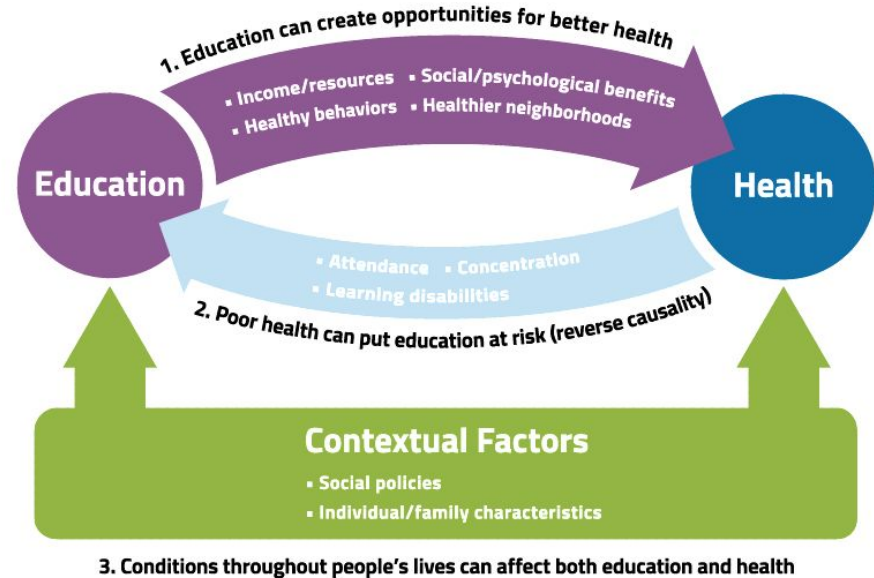 1. Education can create opportunities for better health
▪ Income/resources ▪ Social/psychological benefits
▪ Healthy behaviors ▪ Healthier neighborhoods
Education
Health
▪ Attendance ▪ Concentration
▪ Learning disabilities
2. Poor health can put education at risk (reverse causality)
Contextual Factors
▪ Social policies
▪ Individual/family characteristics
3. Conditions throughout people's lives can affect both education and health